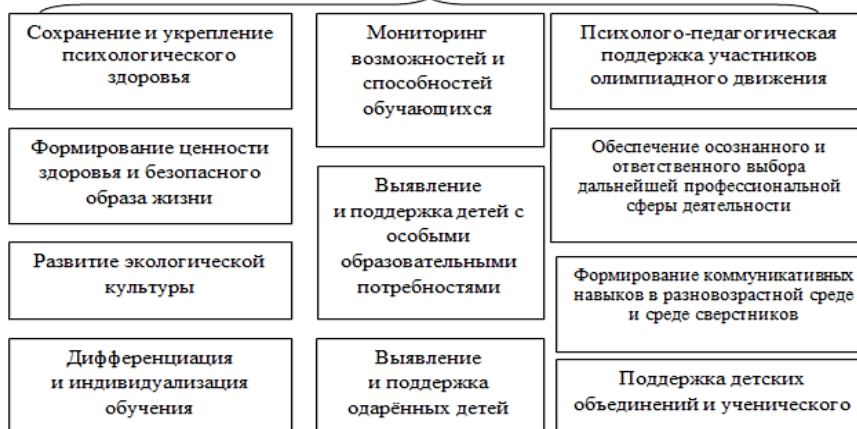 Сохранение и укрепление
психологического
здоровья
Формирование ценности
здоровья и безопасного
образа жизни
Развитие экологической
культуры
Дифференциация
и индивидуализация
обучения
Мониторинг
возможностей и
способностей
обучающихся
Выявление
и поддержка детей с
особыми
образовательными
потребностями
Выявление
и поддержка
одарённых детей
Психолого-педагогическая
поддержка участников
олимпиадного движения
Обеспечение осознанного и
ответственного выбора
дальнейшей профессиональной
сферы деятельности
Формирование коммуникативных
навыков в разновозрастной среде
и среде сверстников
Поддержка детских
объединений и ученического